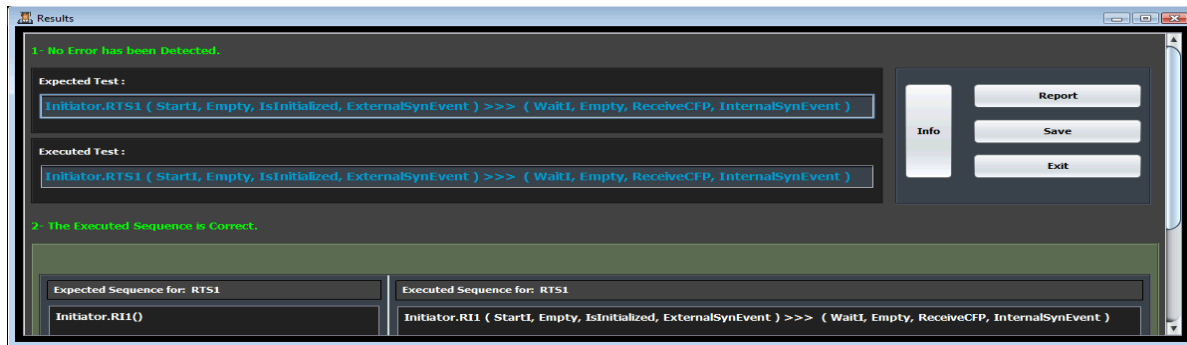 Results
1- No Error has been Detected.
Expected Test :
Initiator.RTS1 ( StartI, Empty, IsInitialized, ExternalSynEvent ) >>> ( WaitI, Empty, ReceiveCFP, InternalSynEvent )
Executed Test :
Initiator.RTS1 ( StartI, Empty, IsInitialized, ExternalSynEvent ) >>> ( WaitI, Empty, ReceiveCFP, InternalSynEvent )
Info
Report
Save
Exit
2- The Executed Sequence is Correct.
Expected Sequence for: RTS1
Executed Sequence for: RTS1
Initiator.RI1()
Initiator.RI1 ( StartI, Empty, IsInitialized, ExternalSynEvent ) >>> ( WaitI, Empty, ReceiveCFP, InternalSynEvent )